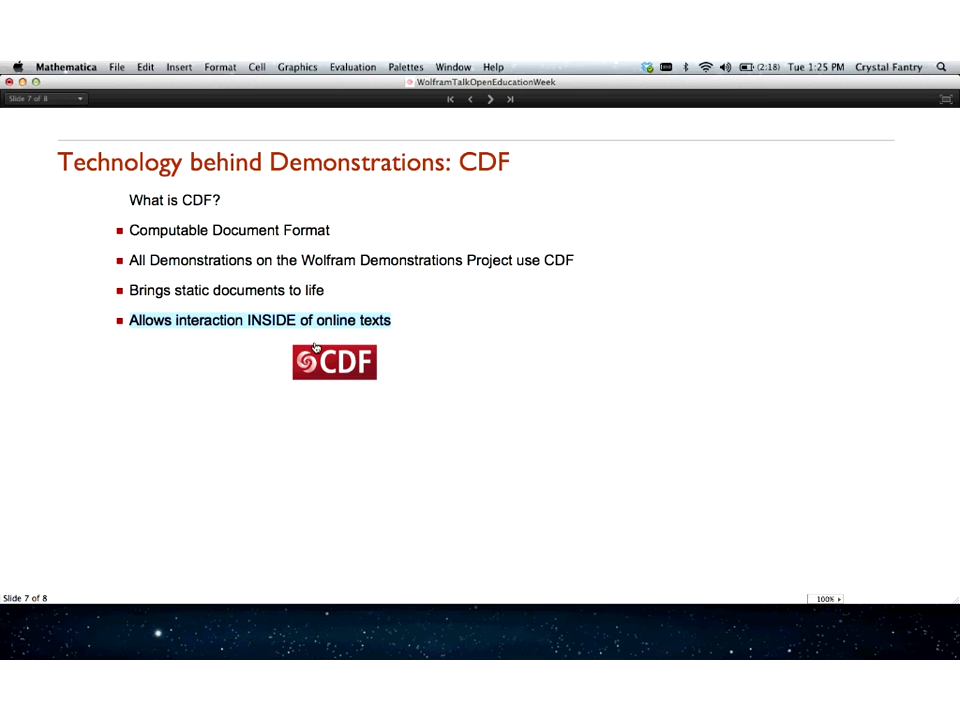 Mathematica File Edit Insert Format Cell Graphics Evaluation Palettes Window Help (2:18) Tue 1:25 PM Crystal Fantry
WolframTalkOpenEducationWeek
Slide 7 of 8
Technology behind Demonstrations: CDF
What is CDF?
Computable Document Format
All Demonstrations on the Wolfram Demonstrations Project use CDF
Brings static documents to life
Allows interaction INSIDE of online texts
CDF
Slide 7 of 8 100%